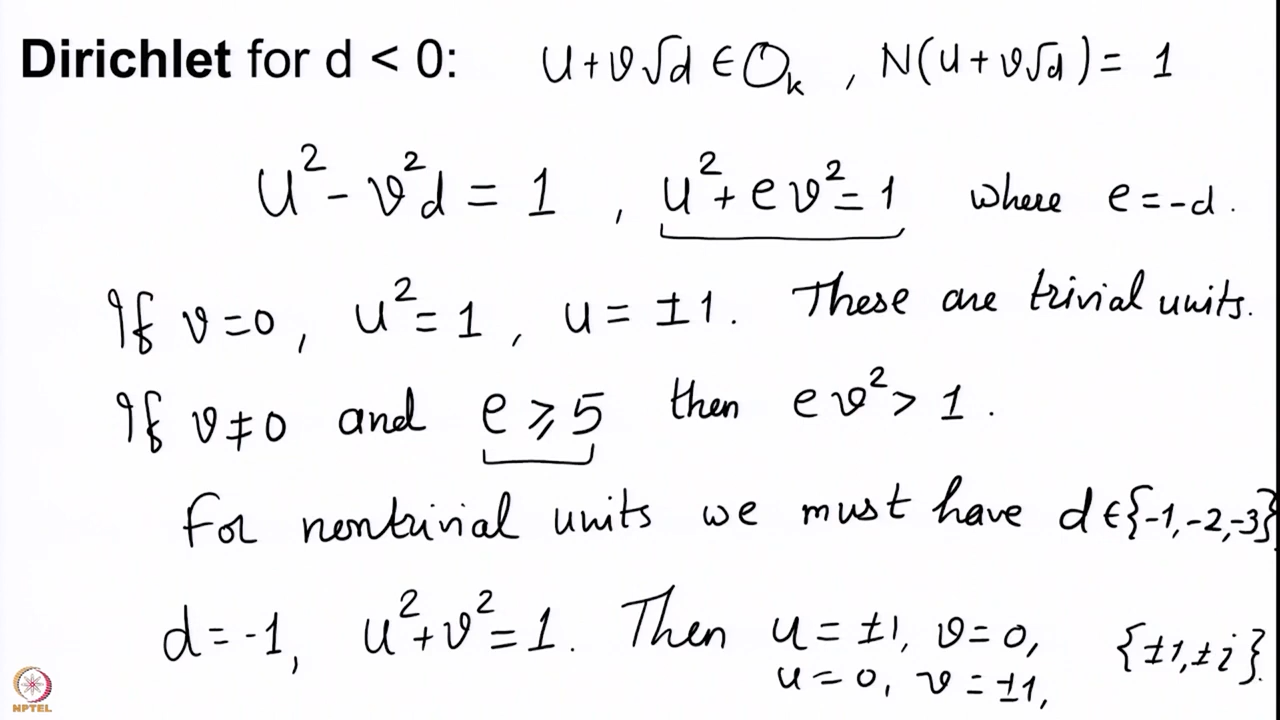 Dirichlet for d < 0: u+v√d ∈ O_k , N(u+v√d) = 1
u² - v²d = 1 , u² + e v² = 1 where e = -d.
If v = 0, u² = 1, u = ±1. These are trivial units.
If v ≠ 0 and e ⩾ 5 then e v² > 1.
For nontrivial units we must have d ∈ {-1, -2, -3}.
d = -1, u² + v² = 1. Then u = ±1, v = 0, {±1, ±i}.
u = 0, v = ±1,
NPTEL